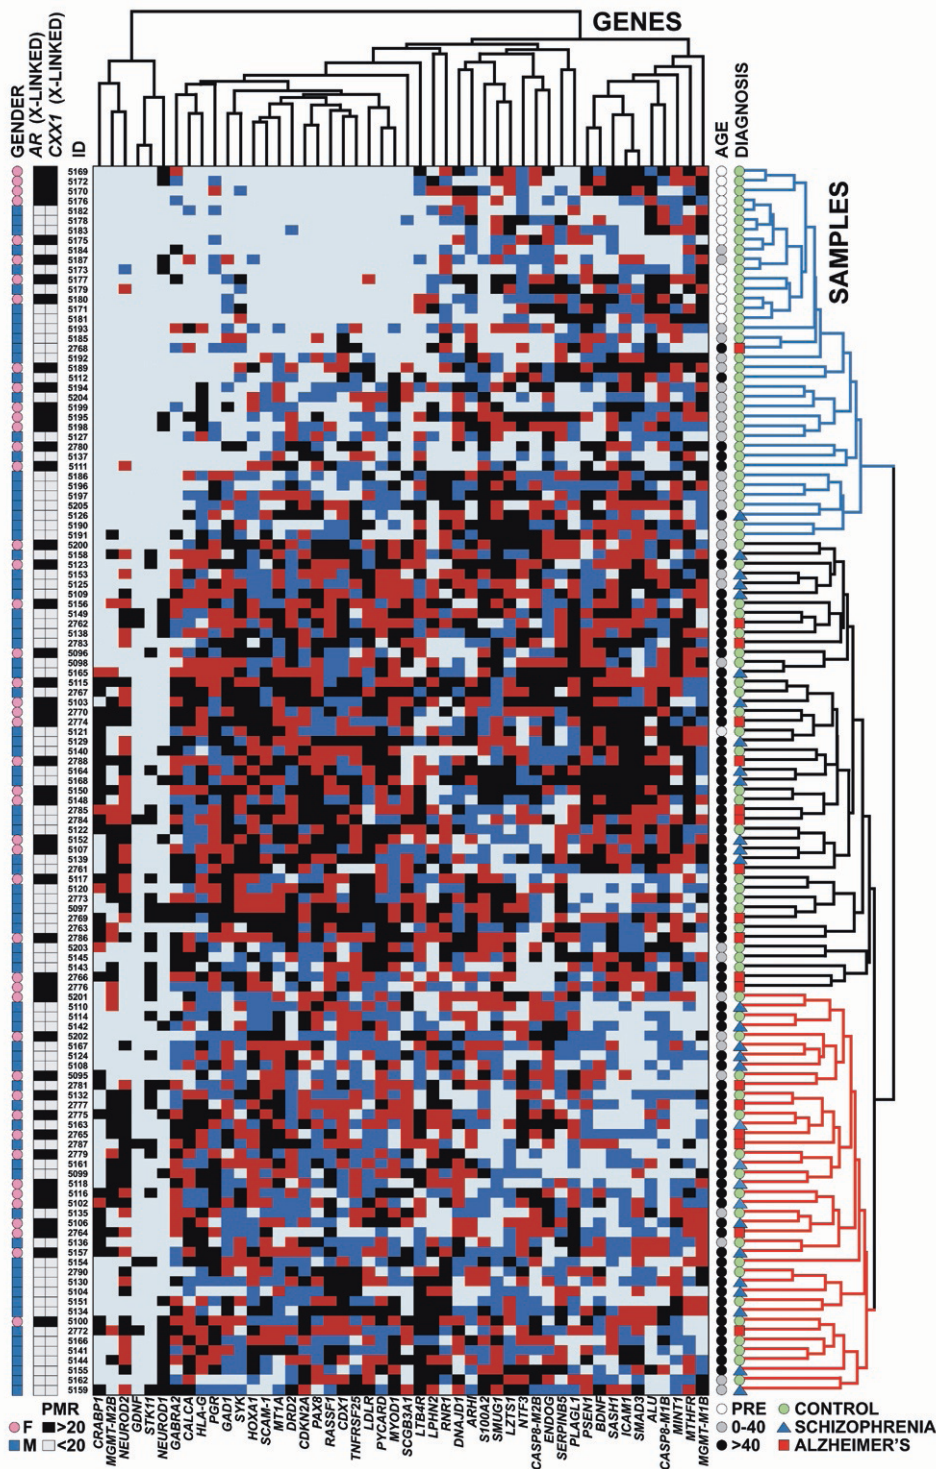 GENES
GENDER
AR (X-LINKED)
CXX1 (X-LINKED)
ID
AGE
DIAGNOSIS
SAMPLES
5169
5172
5170
5176
5182
5178
5183
5175
5184
5187
5173
5177
5179
5180
5171
5181
5193
5185
2768
5192
5189
5112
5194
5204
5199
5195
5198
5127
2780
5137
5111
5186
5196
5197
5205
5126
5190
5191
5200
5158
5123
5153
5125
5109
5156
5149
2762
5138
2783
5096
5098
5165
5115
2767
5103
2770
2774
5121
5129
5140
2788
5164
5168
5150
5148
2785
2784
5122
5152
5107
5139
2761
5117
5120
2773
5097
2769
2763
2786
5203
5145
5143
2766
2776
5201
5110
5114
5142
5202
5167
5124
5108
5095
2781
5132
2777
2775
5163
2765
2787
2779
5161
5099
5118
5116
5102
5135
5106
2764
5136
5157
5154
2790
5130
5104
5151
5134
5100
2772
5166
5141
5144
5155
5162
5159
CRABP1
MGMT-M2B
NEUROD2
GDNF
STK11
NEUROD1
GABRA2
CALCA
HLA-G
PGR
GAD1
SYK
HOXA1
SCAM-1
MT1A
DRD2
CDKN2A
PAX8
RASSF1
CDX1
TNFRSF25
LDLR
PYCARD
MYOD1
SCGB3A1
LTB4R
LPHN2
RNR1
DNAJD1
ARHI
S100A2
SMUG1
LZTS1
NTF3
CASP8-M2B
ENDOG
SERPINB5
PLAGL1
PSEN1
BDNF
SASH1
ICAM1
SMAD3
ALU
CASP8-M1B
MINT1
MTHFR
MGMT-M1B
PMR
F
M
>20
<20
PRE
0-40
>40
CONTROL
SCHIZOPHRENIA
ALZHEIMER'S